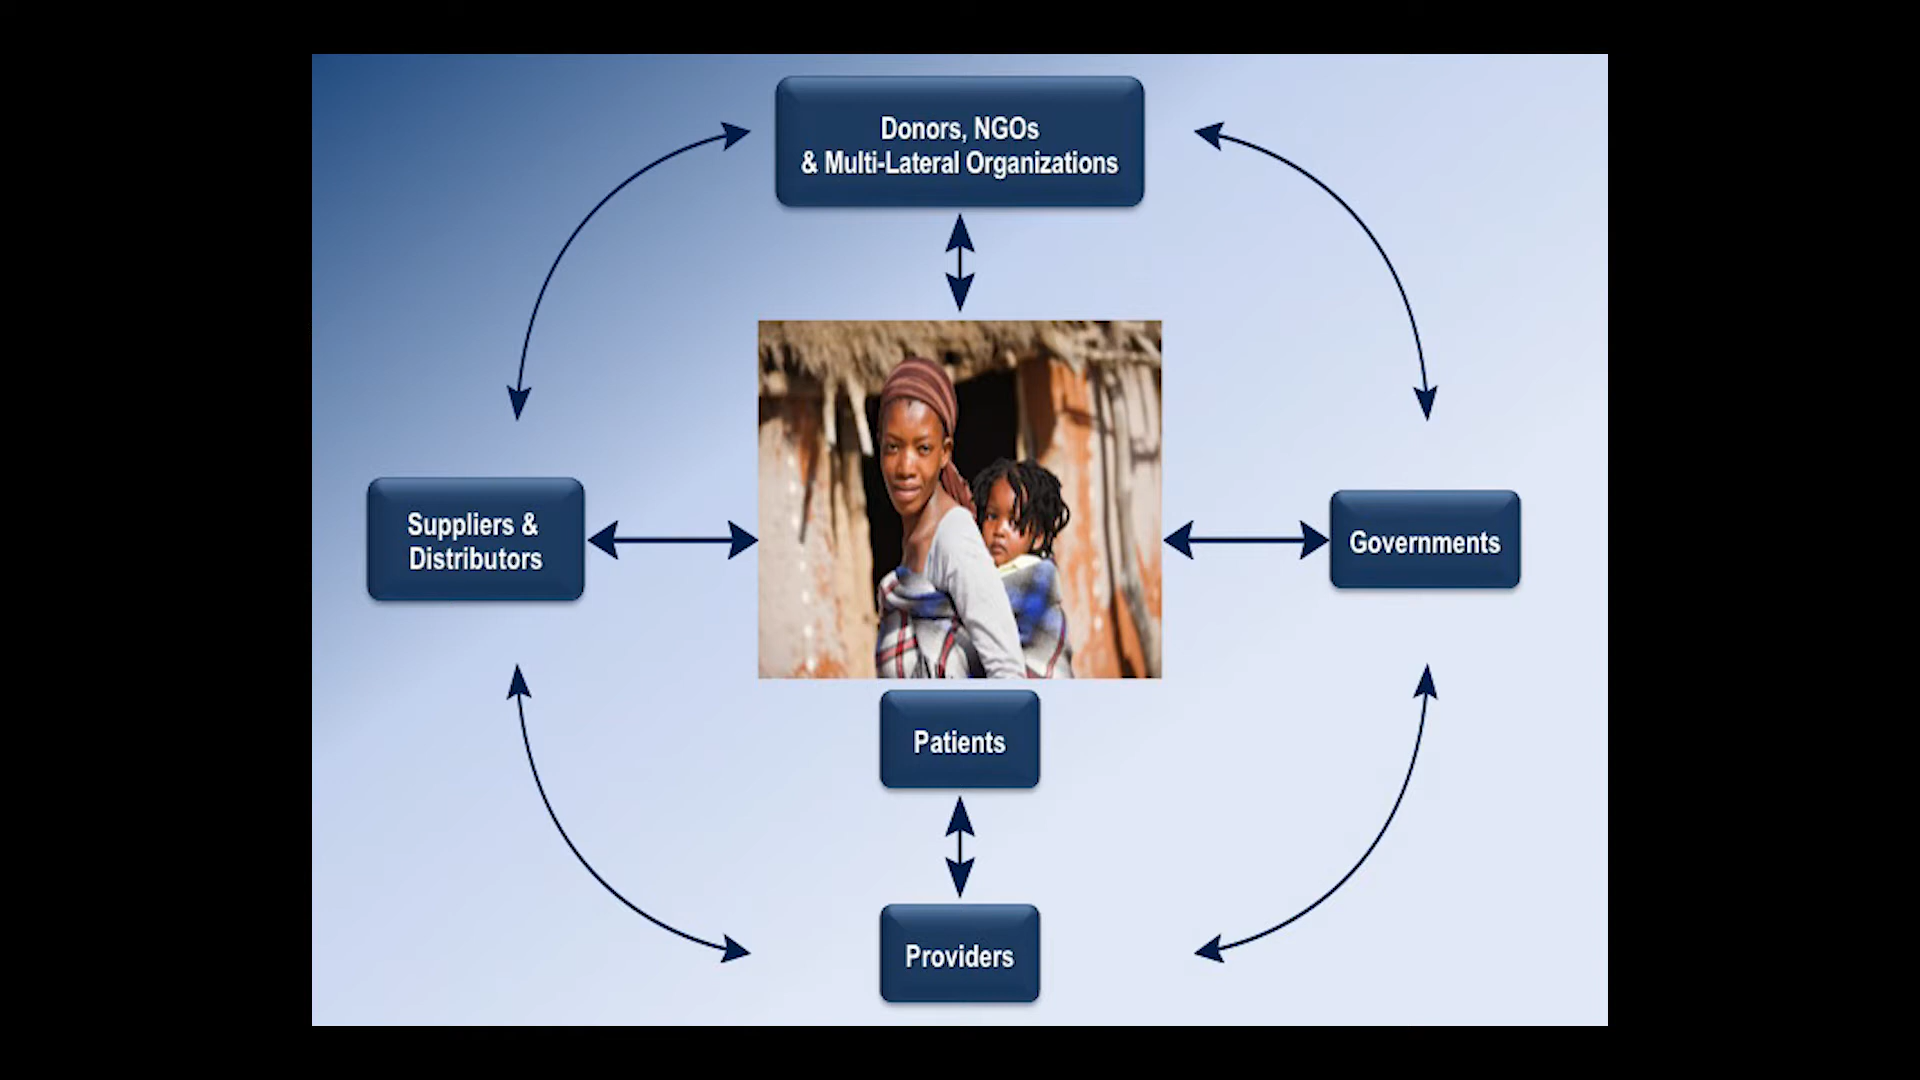 Donors, NGOs
& Multi-Lateral Organizations
Suppliers &
Distributors
Governments
Patients
Providers